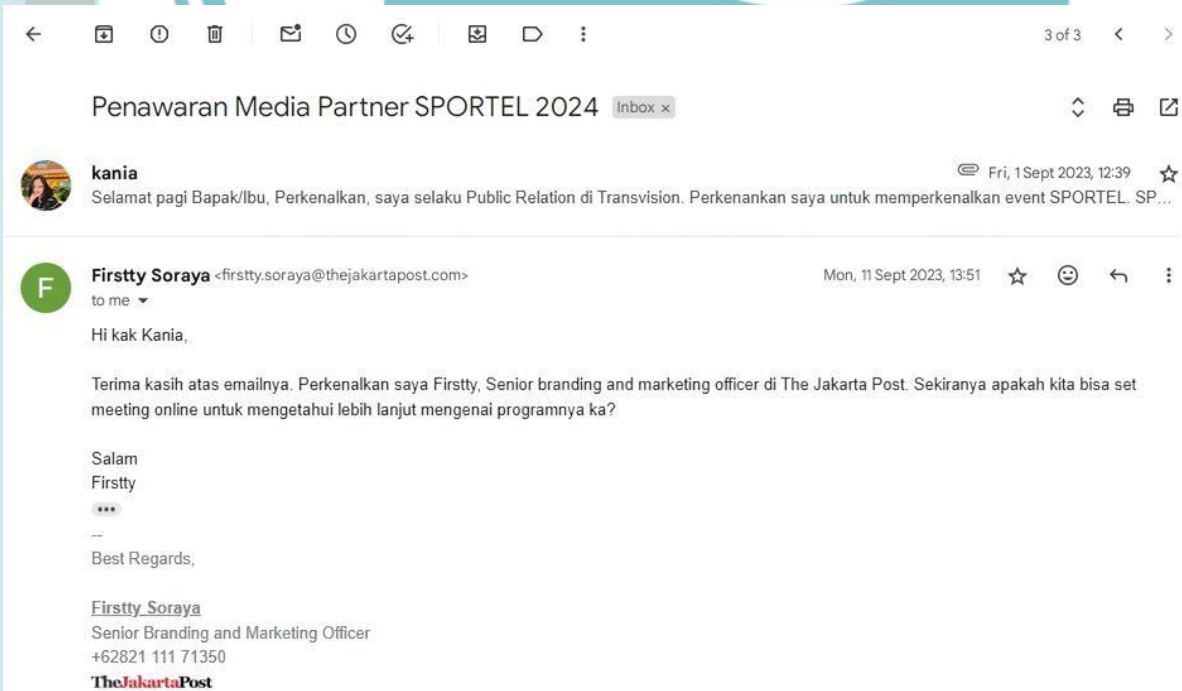 3 of 3
Penawaran Media Partner SPORTEL 2024 Inbox ×
kania
Fri, 1 Sept 2023, 12:39
Selamat pagi Bapak/Ibu, Perkenalkan, saya selaku Public Relation di Transvision. Perkenankan saya untuk memperkenalkan event SPORTEL. SP...
F
Firstty Soraya <firstty.soraya@thejakartapost.com>
Mon, 11 Sept 2023, 13:51
to me
Hi kak Kania,
Terima kasih atas emailnya. Perkenalkan saya Firstty, Senior branding and marketing officer di The Jakarta Post. Sekiranya apakah kita bisa set
meeting online untuk mengetahui lebih lanjut mengenai programnya ka?
Salam
Firstty
•••
--
Best Regards,
Firstty Soraya
Senior Branding and Marketing Officer
+62821 111 71350
TheJakartaPost